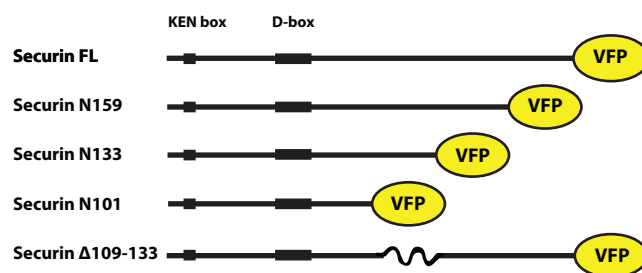 KEN box D-box
Securin FL VFP
Securin N159 VFP
Securin N133 VFP
Securin N101 VFP
Securin Δ109-133 VFP